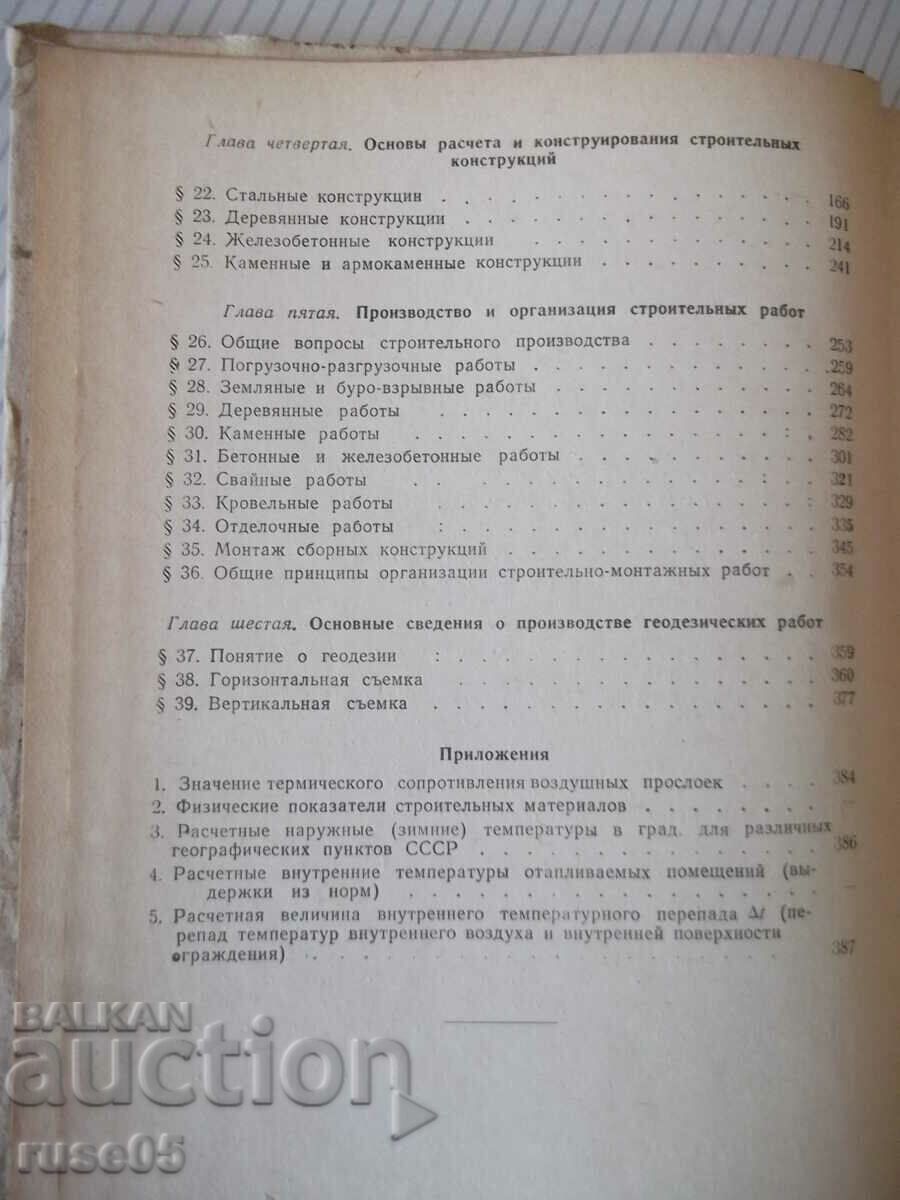 Глава четвертая. Основы расчета и конструирования строительных
конструкций
§ 22. Стальные конструкции . . . . . . . . . . . . . . . . 166
§ 23. Деревянные конструкции . . . . . . . . . . . . . . . 191
§ 24. Железобетонные конструкции . . . . . . . . . . . . 214
§ 25. Каменные и армокаменные конструкции . . . . . . . . . . 241
Глава пятая. Производство и организация строительных работ
§ 26. Общие вопросы строительного производства . . . . . . . . 253
§ 27. Погрузочно-разгрузочные работы . . . . . . . . . . . . 259
§ 28. Земляные и буро-взрывные работы . . . . . . . . . . . 264
§ 29. Деревянные работы . . . . . . . . . . . . . . . 272
§ 30. Каменные работы . . . . . . . . . . . . . . . : . 282
§ 31. Бетонные и железобетонные работы . . . . . . . . . . . 301
§ 32. Свайные работы . . . . . . . . . . . . . . : . . 321
§ 33. Кровельные работы . . . . . . . . . . . . . . . : 329
§ 34. Отделочные работы : . . . . . . . . . . . . . . . 335
§ 35. Монтаж сборных конструкций . . . . . . . . . . . . . 345
§ 36. Общие принципы организации строительно-монтажных работ . . 354
Глава шестая. Основные сведения о производстве геодезических работ
§ 37. Понятие о геодезии : . . . . . . . . . . . . . . . 359
§ 38. Горизонтальная съемка . . . . . . . . . . . . . . . 360
§ 39. Вертикальная съемка . . . . . . . . . . . . . . . . 377
Приложения
1. Значение термического сопротивления воздушных прослоек . . . . 384
2. Физические показатели строительных материалов . . . . . . . . –
3. Расчетные наружные (зимние) температуры в град. для различных
географических пунктов СССР . . . . . . . . . . . . . . 386
4. Расчетные внутренние температуры отапливаемых помещений (вы-
держки из норм) . . . . . . . . . . . . . . . . . –
5. Расчетная величина внутреннего температурного перепада Δt (пе-
репад температур внутреннего воздуха и внутренней поверхности
ограждения) . . . . . . . . . . . . . . . . . . 387
BALKAN
auction
ruse05